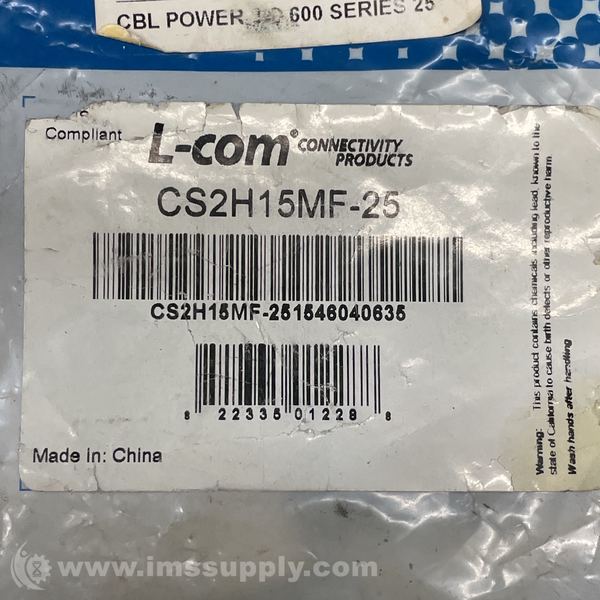 CBL POWER 600 SERIES 25
Compliant
L-com® CONNECTIVITY PRODUCTS
CS2H15MF-25
CS2H15MF-251546040635
8 22335 01228 8
Made in: China
Warning: This product contains chemicals, including lead, known to the
state of California to cause birth defects or other reproductive harm
Wash hands after handling
www.imssupply.com